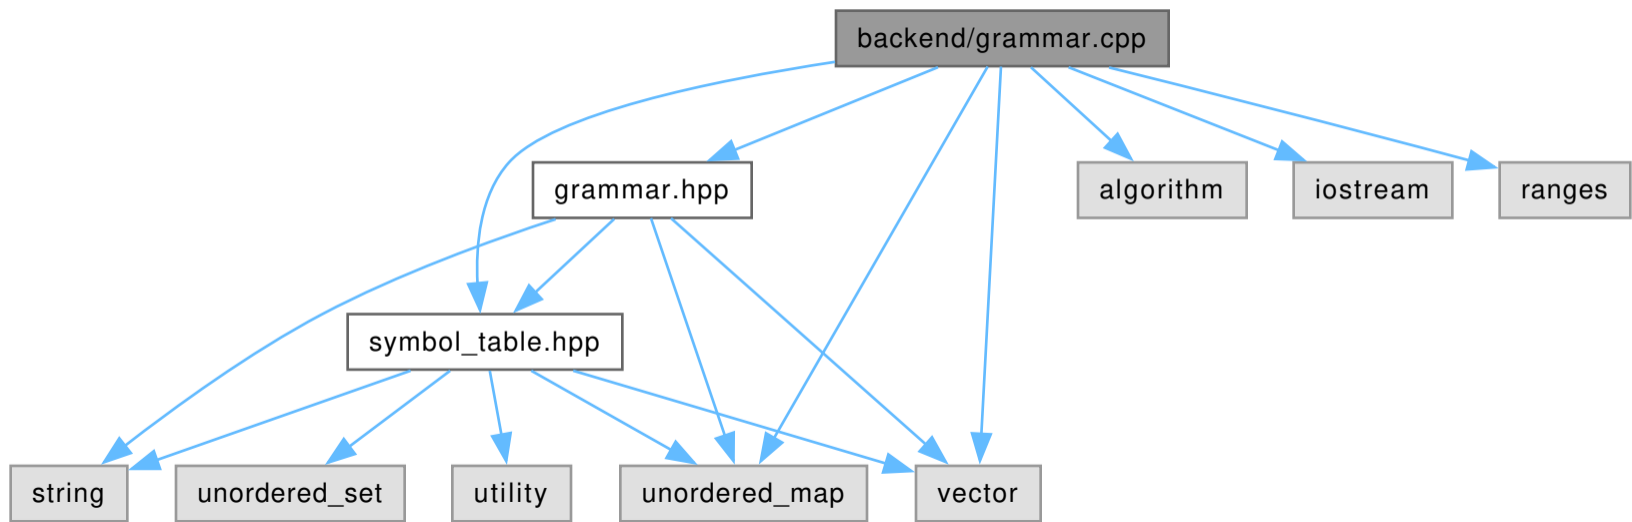 backend/grammar.cpp
grammar.hpp
algorithm
iostream
ranges
symbol_table.hpp
string
unordered_set
utility
unordered_map
vector